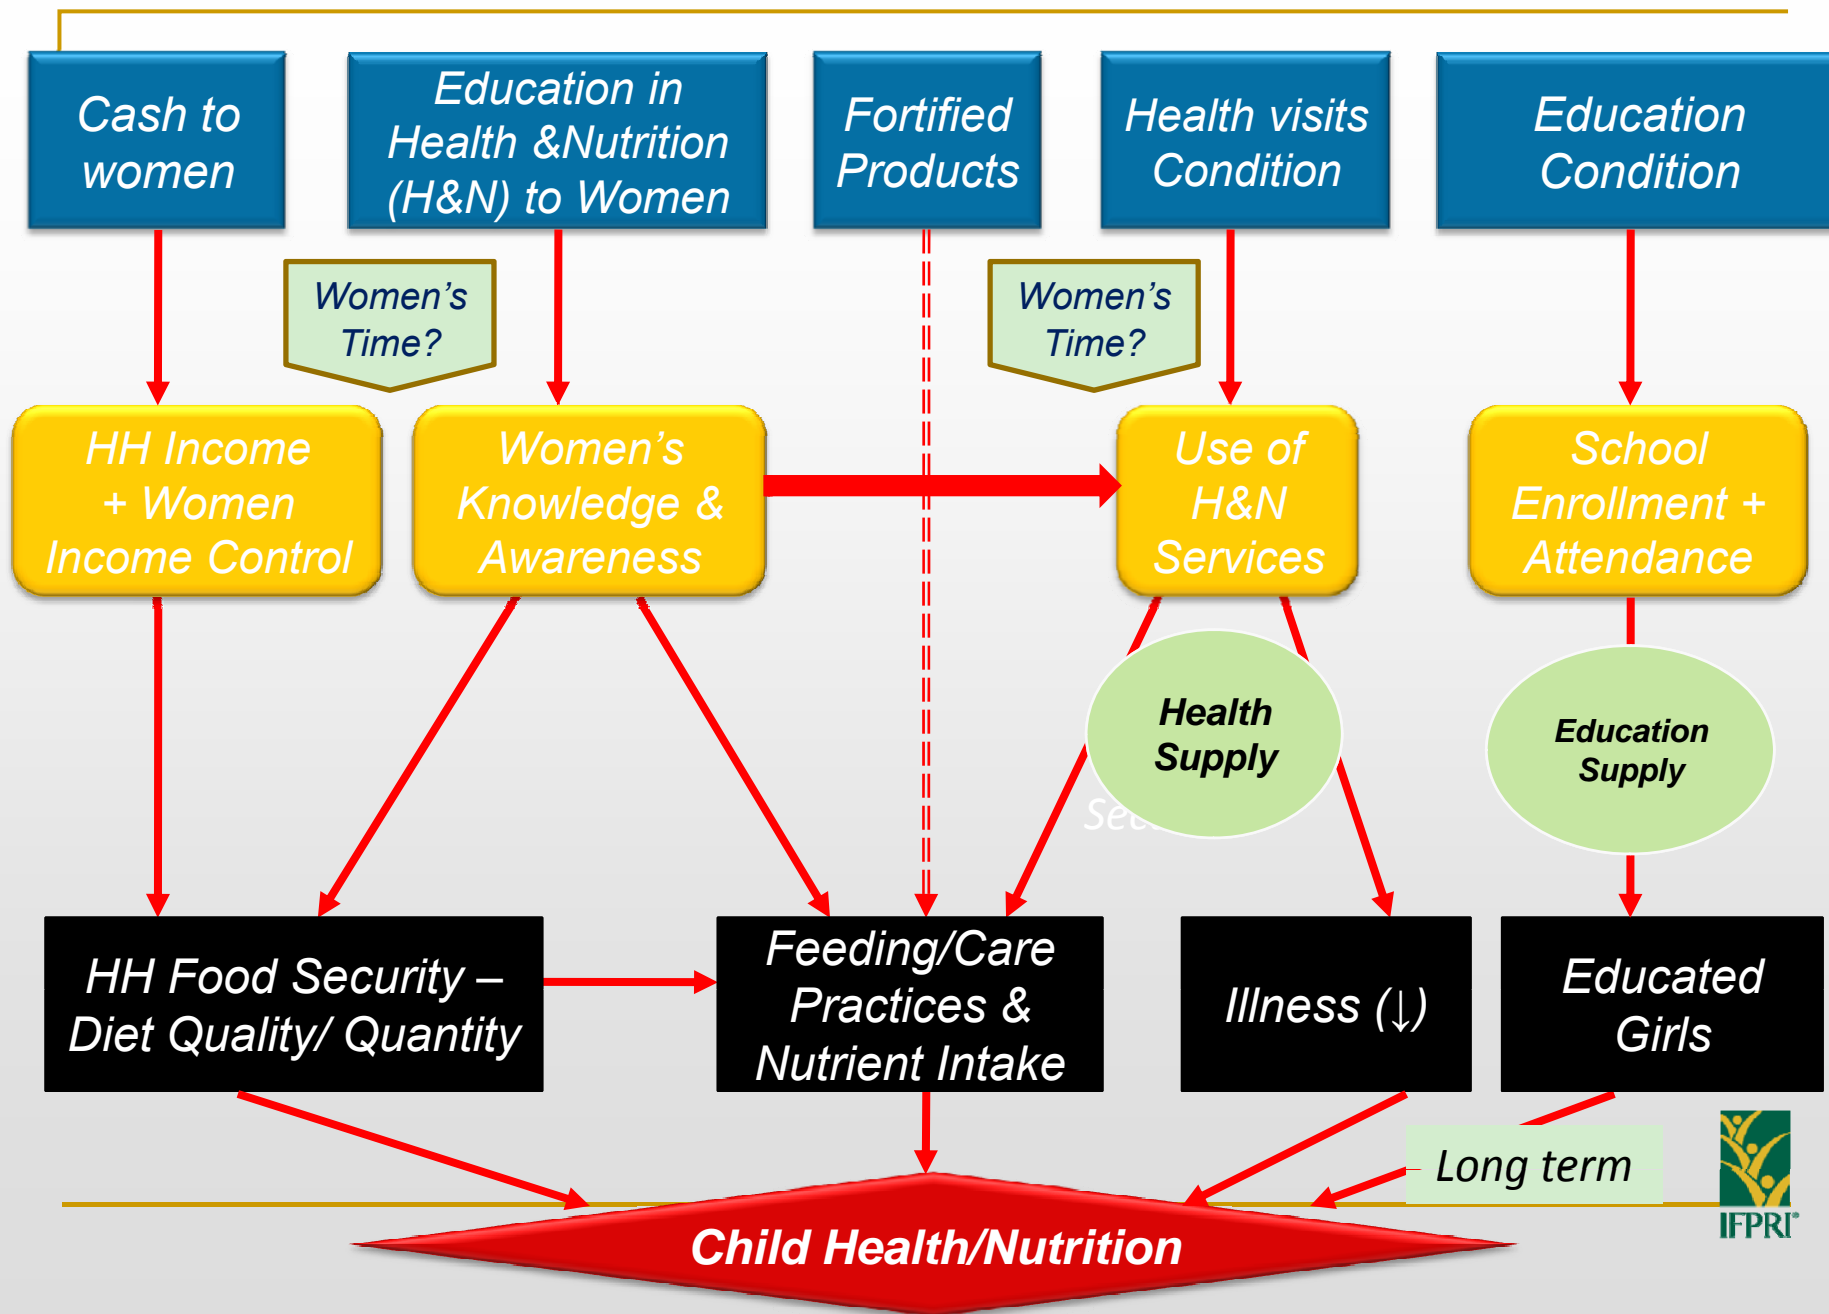 Cash to
women
Education in
Health &Nutrition
(H&N) to Women
Fortified
Products
Health visits
Condition
Education
Condition
Women’s
Time?
Women’s
Time?
HH Income
+ Women
Income Control
Women’s
Knowledge &
Awareness
Use of
H&N
Services
School
Enrollment +
Attendance
Health
Supply
Education
Supply
HH Food Security –
Diet Quality/ Quantity
Feeding/Care
Practices &
Nutrient Intake
Illness (↓)
Educated
Girls
Long term
Child Health/Nutrition
IFPRI®